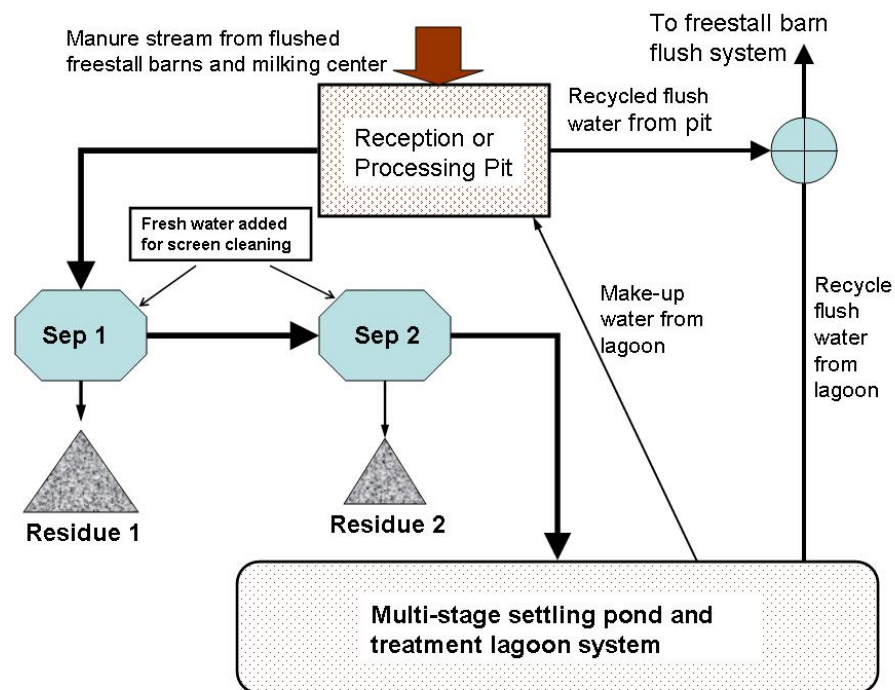 Manure stream from flushed
freestall barns and milking center
To freestall barn
flush system
Reception or
Processing Pit
Recycled flush
water from pit
Fresh water added
for screen cleaning
Sep 1
Sep 2
Make-up
water from
lagoon
Recycle
flush
water
from
lagoon
Residue 1
Residue 2
Multi-stage settling pond and
treatment lagoon system